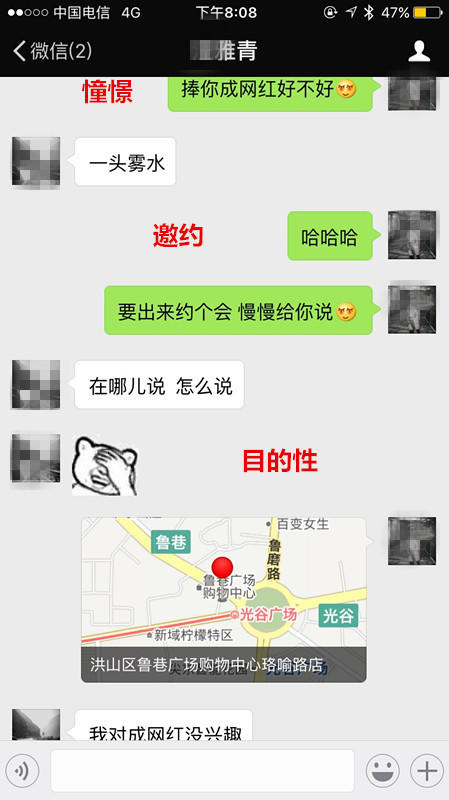 中国电信 4G
下午8:08
47%
微信(2)
雅青
憧憬
捧你成网红好不好
一头雾水
邀约
哈哈哈
要出来约个会 慢慢给你说
在哪儿说 怎么说
目的性
百变女生
鲁巷
鲁磨路
鲁巷广场
购物中心
光谷广场
光谷
新域柠檬特区
洪山区鲁巷广场购物中心珞喻路店
我对成网红没兴趣